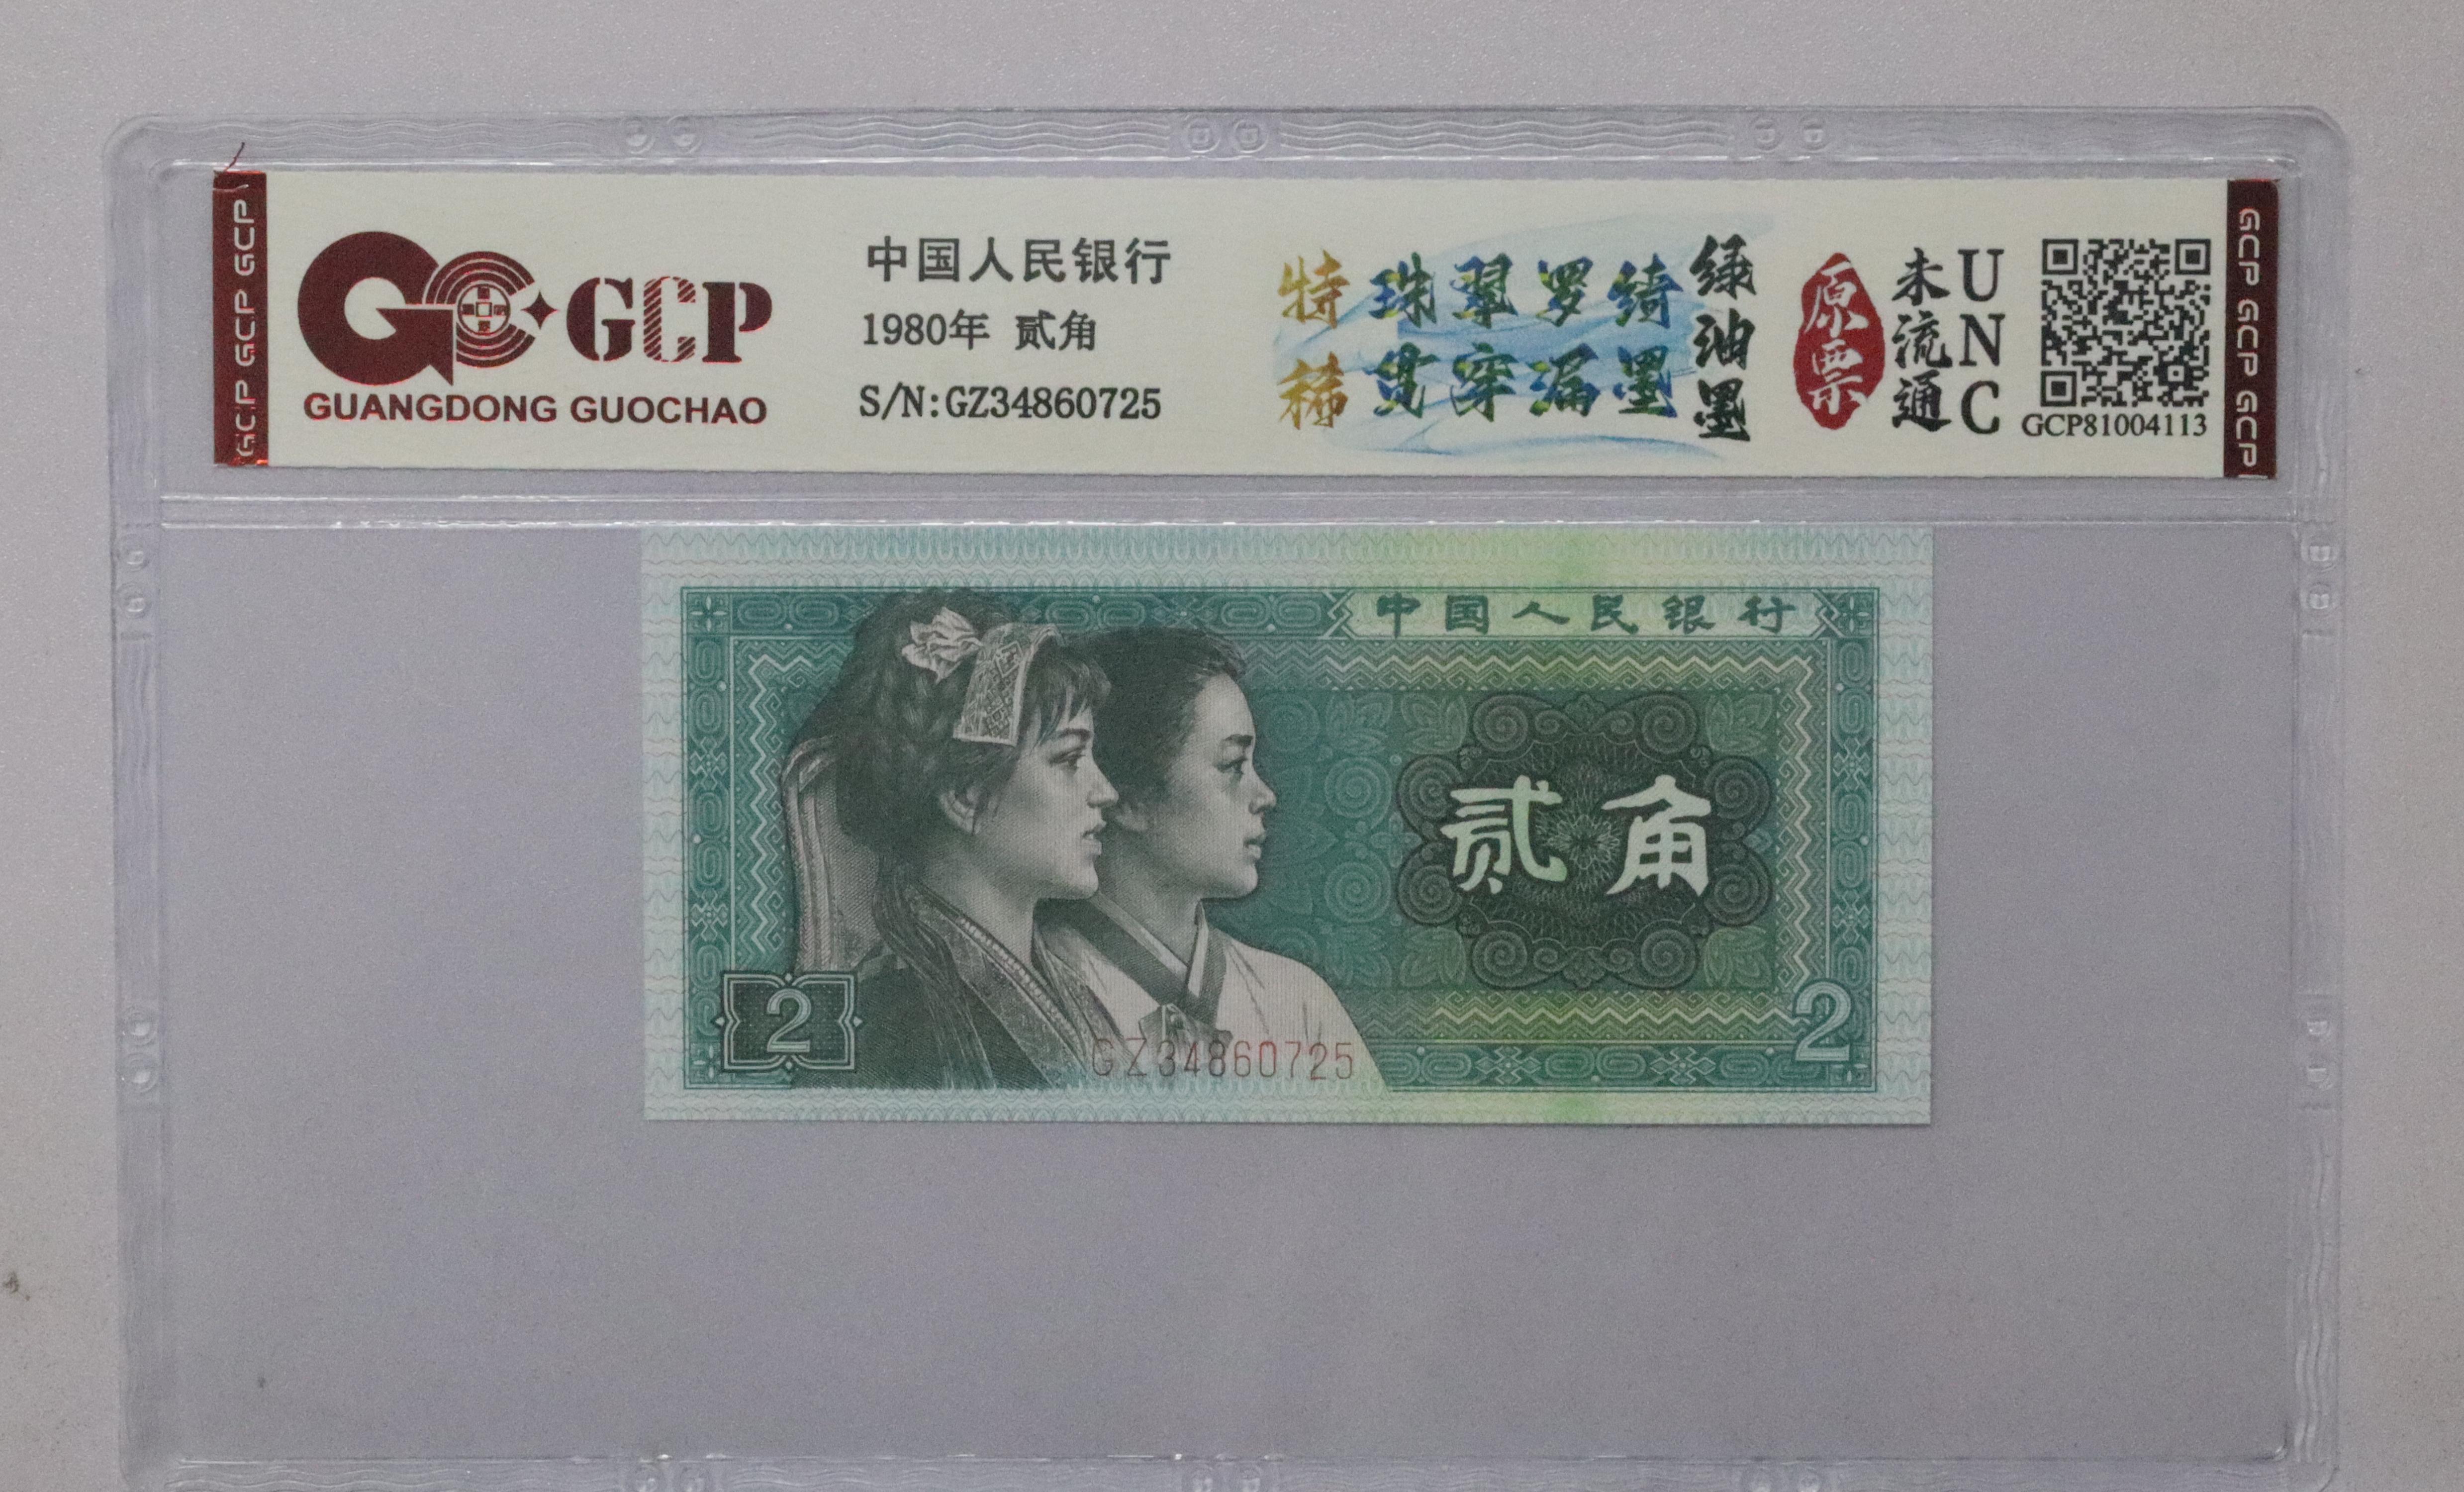 GCP GCP GCP
GCP
GUANGDONG GUOCHAO
中国人民银行
1980年 贰角
S/N:GZ34860725
特稀
珠翠罗绮
贯穿漏墨
绿油墨
原票
未流通
UNC
GCP81004113
GCP GCP GCP
中国人民银行
贰角
2
GZ34860725
2